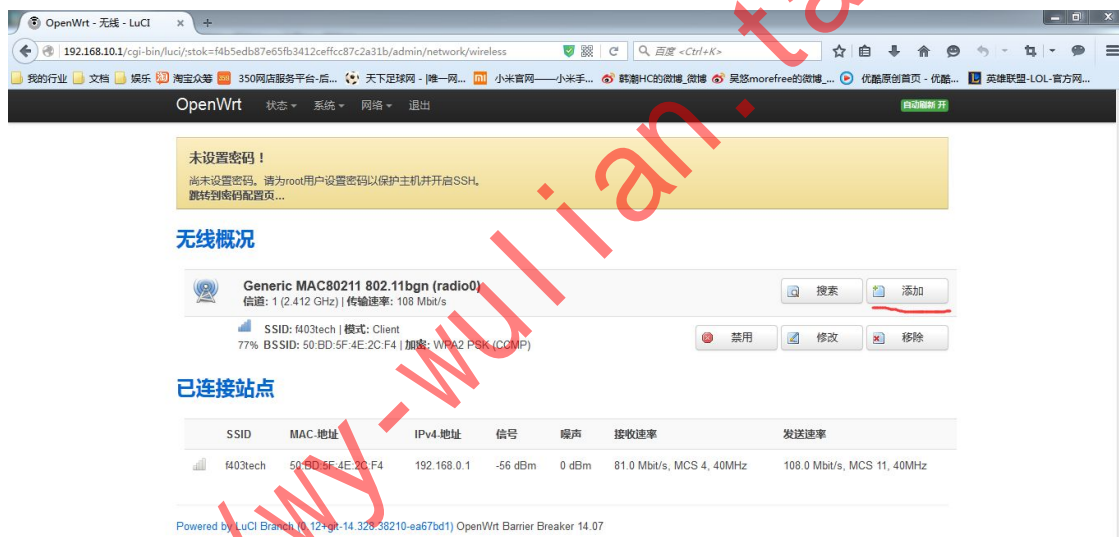 OpenWrt - 无线 - LuCI
192.168.10.1/cgi-bin/luci/;stok=f4b5edb87e65fb3412ceffcc87c2a31b/admin/network/wireless
百度 <Ctrl+K>
我的行业 文档 娱乐 淘宝众筹 350网店服务平台-后... 天下足球网 - |唯一网... 小米官网——小米手... 韩潮HC的微博_微博 吴悠morefree的微博_... 优酷原创首页 - 优酷... 英雄联盟-LOL-官方网...
OpenWrt 状态 系统 网络 退出 自动刷新 开
未设置密码！
尚未设置密码。请为root用户设置密码以保护主机并开启SSH。
跳转到密码配置页...
无线概况
Generic MAC80211 802.11bgn (radio0) 搜索 添加
信道: 1 (2.412 GHz) | 传输速率: 108 Mbit/s
SSID: f403tech | 模式: Client
77% BSSID: 50:BD:5F:4E:2C:F4 | 加密: WPA2 PSK (CCMP) 禁用 修改 移除
已连接站点
SSID MAC-地址 IPv4-地址 信号 噪声 接收速率 发送速率
f403tech 50:BD:5F:4E:2C:F4 192.168.0.1 -56 dBm 0 dBm 81.0 Mbit/s, MCS 4, 40MHz 108.0 Mbit/s, MCS 11, 40MHz
Powered by LuCI Branch (0.12+git-14.328.38210-ea67bd1) OpenWrt Barrier Breaker 14.07
/wy-wulian.ta